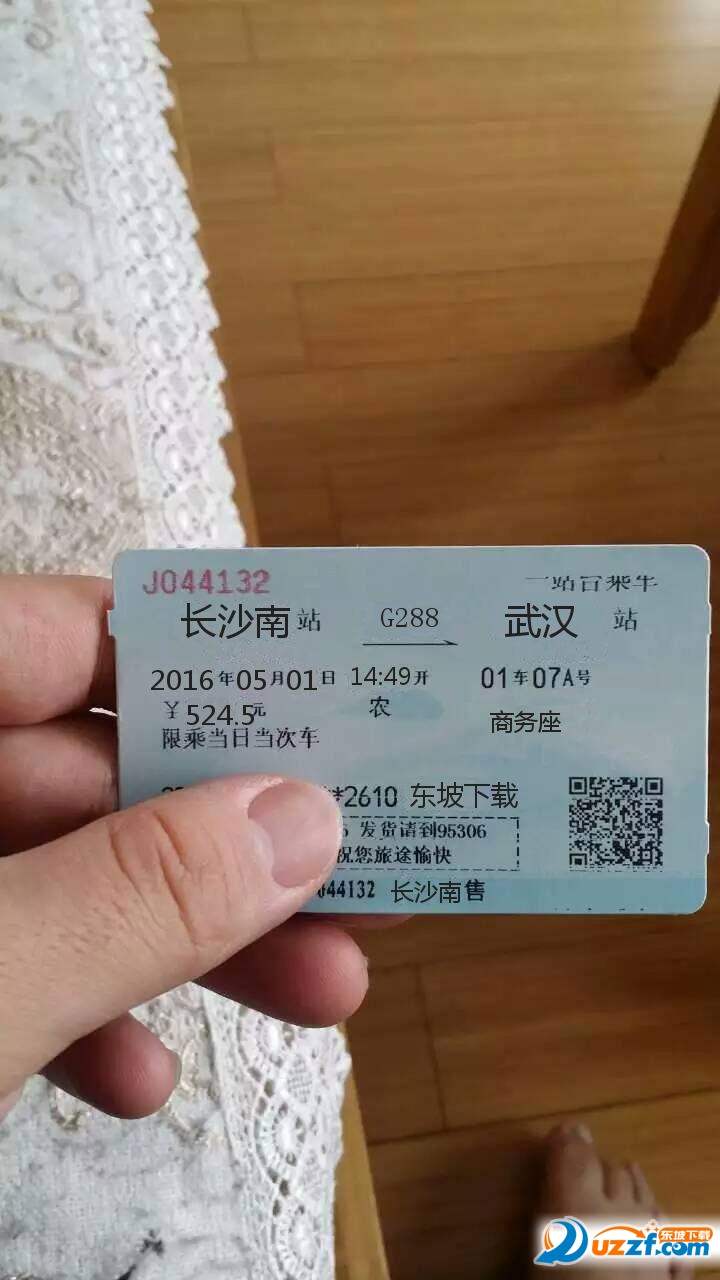 J044132 一站台乘车
长沙南站 G288 武汉 站
2016年05月01日 14:49开 01车07A号
￥524.5元 农 商务座
限乘当日当次车
*2610 东坡下载
发货请到95306
祝您旅途愉快
044132 长沙南售
东坡下载
uzzf.com